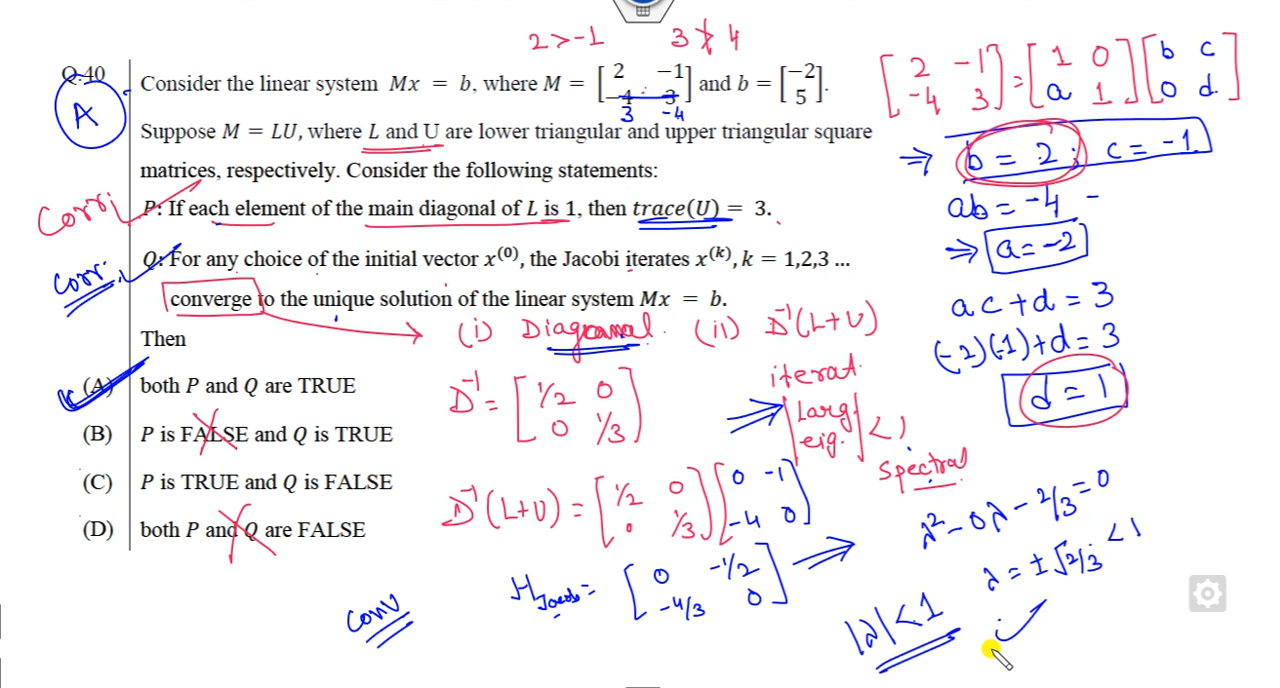 2>-1 3 ≯ 4
Q.40
A
Consider the linear system Mx = b, where M = [2 -1; -4 3] and b = [-2; 5].
3 -4
Suppose M = LU, where L and U are lower triangular and upper triangular square
matrices, respectively. Consider the following statements:
Corri
P: If each element of the main diagonal of L is 1, then trace(U) = 3.
Corri
Q: For any choice of the initial vector x^(0), the Jacobi iterates x^(k), k = 1,2,3 ...
converge to the unique solution of the linear system Mx = b.
Then
(A) both P and Q are TRUE
(B) P is FALSE and Q is TRUE
(C) P is TRUE and Q is FALSE
(D) both P and Q are FALSE
[2 -1; -4 3] = [1 0; a 1] [b c; 0 d]
⇒ b = 2; c = -1
ab = -4
⇒ a = -2
ac + d = 3
(-2)(-1) + d = 3
d = 1
(i) Diagonal. (ii) D^-1(L+U)
iterat.
D^-1 = [1/2 0; 0 1/3]
⇒ |Larg. eig.| < 1
Spectral
D^-1(L+U) = [1/2 0; 0 1/3] [0 -1; -4 0]
H_Jacobi = [0 -1/2; -4/3 0] ⇒
λ² - 0λ - 2/3 = 0
λ = ±√2/3 < 1
|λ| < 1
Conv